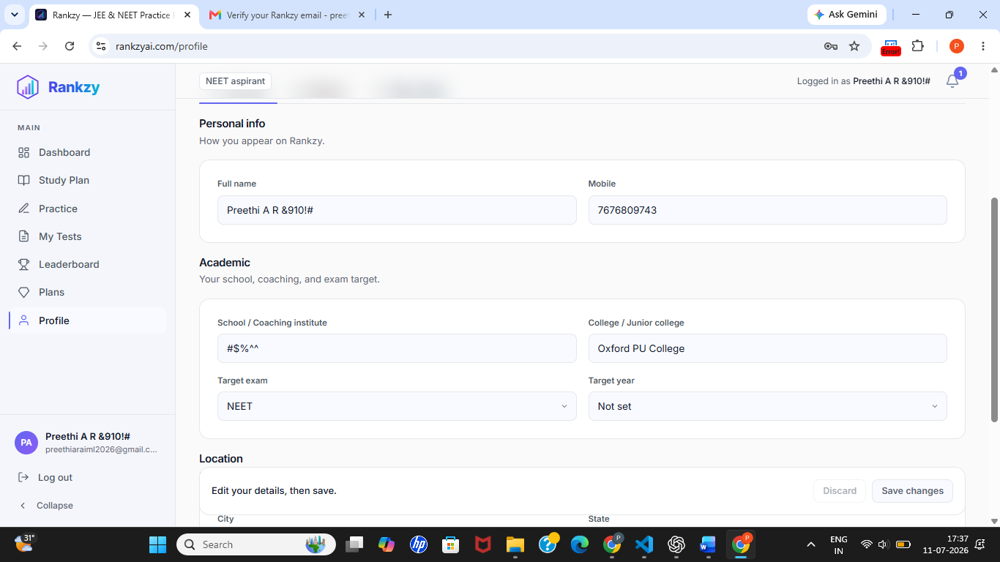 Rankzy — JEE & NEET Practice
Verify your Rankzy email - pree
Ask Gemini
rankzyai.com/profile
Error!
P
Rankzy
NEET aspirant
Logged in as Preethi A R &910!#
1
MAIN
Dashboard
Study Plan
Practice
My Tests
Leaderboard
Plans
Profile
Personal info
How you appear on Rankzy.
Full name
Mobile
Preethi A R &910!#
7676809743
Academic
Your school, coaching, and exam target.
School / Coaching institute
College / Junior college
#$%^^
Oxford PU College
Target exam
Target year
NEET
Not set
Location
Edit your details, then save.
Discard
Save changes
City
State
PA
Preethi A R &910!#
preethiaraiml2026@gmail.c...
Log out
Collapse
31°
Search
hp
P
P
ENG
IN
17:37
11-07-2026